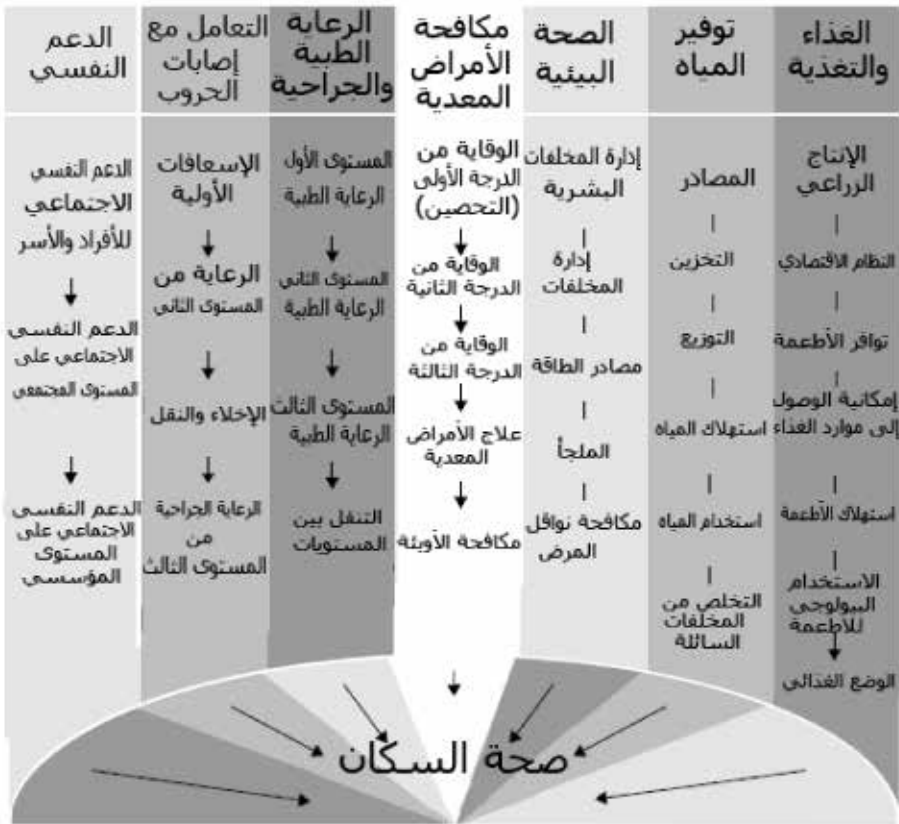 الغذاء
والتغذية
الإنتاج
الزراعي
النظام الاقتصادي
توافر الأطعمة
إمكانية الوصول
إلى موارد الغذاء
استهلاك الأطعمة
الاستخدام
البيولوجي
للأطعمة
الوضع الغذائي
توفير
المياه
المصادر
التخزين
التوزيع
استهلاك المياه
استخدام المياه
التخلص من
المخلفات
السائلة
الصحة
البيئية
إدارة المخلفات
البشرية
إدارة
المخلفات
مصادر الطاقة
الملجأ
مكافحة نواقل
المرض
مكافحة
الأمراض
المعدية
الوقاية من
الدرجة الأولى
(التحصين)
الوقاية من
الدرجة الثانية
الوقاية من
الدرجة الثالثة
علاج الأمراض
المعدية
مكافحة الأوبئة
الرعاية
الطبية
والجراحية
المستوى الأول
الرعاية الطبية
المستوى الثاني
الرعاية الطبية
المستوى الثالث
الرعاية الطبية
التنقل بين
المستويات
التعامل مع
إصابات
الحروب
الإسعافات
الأولية
الرعاية من
المستوى الثاني
الإخلاء والنقل
الرعاية الجراحية
من
المستوى الثالث
الدعم
النفسي
الدعم النفسي
الاجتماعي
للأفراد والأسر
الدعم النفسي
الاجتماعي على
المستوى المجتمعي
الدعم النفسي
الاجتماعي على
المستوى
المؤسسي
صحة السكان